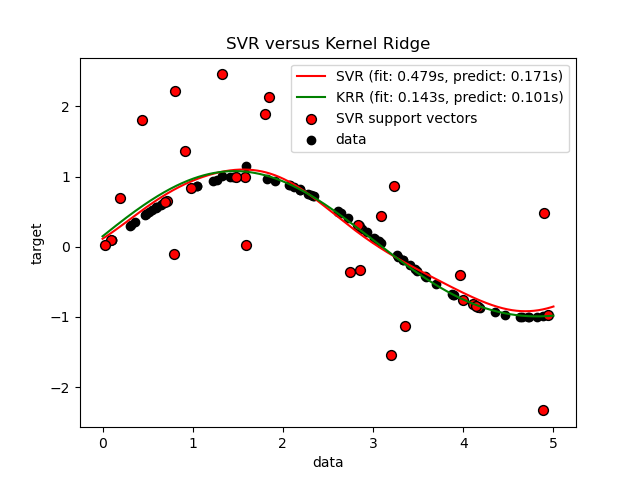 SVR versus Kernel Ridge
SVR (fit: 0.479s, predict: 0.171s)
KRR (fit: 0.143s, predict: 0.101s)
SVR support vectors
data
target
2
1
0
−1
−2
0 1 2 3 4 5
data